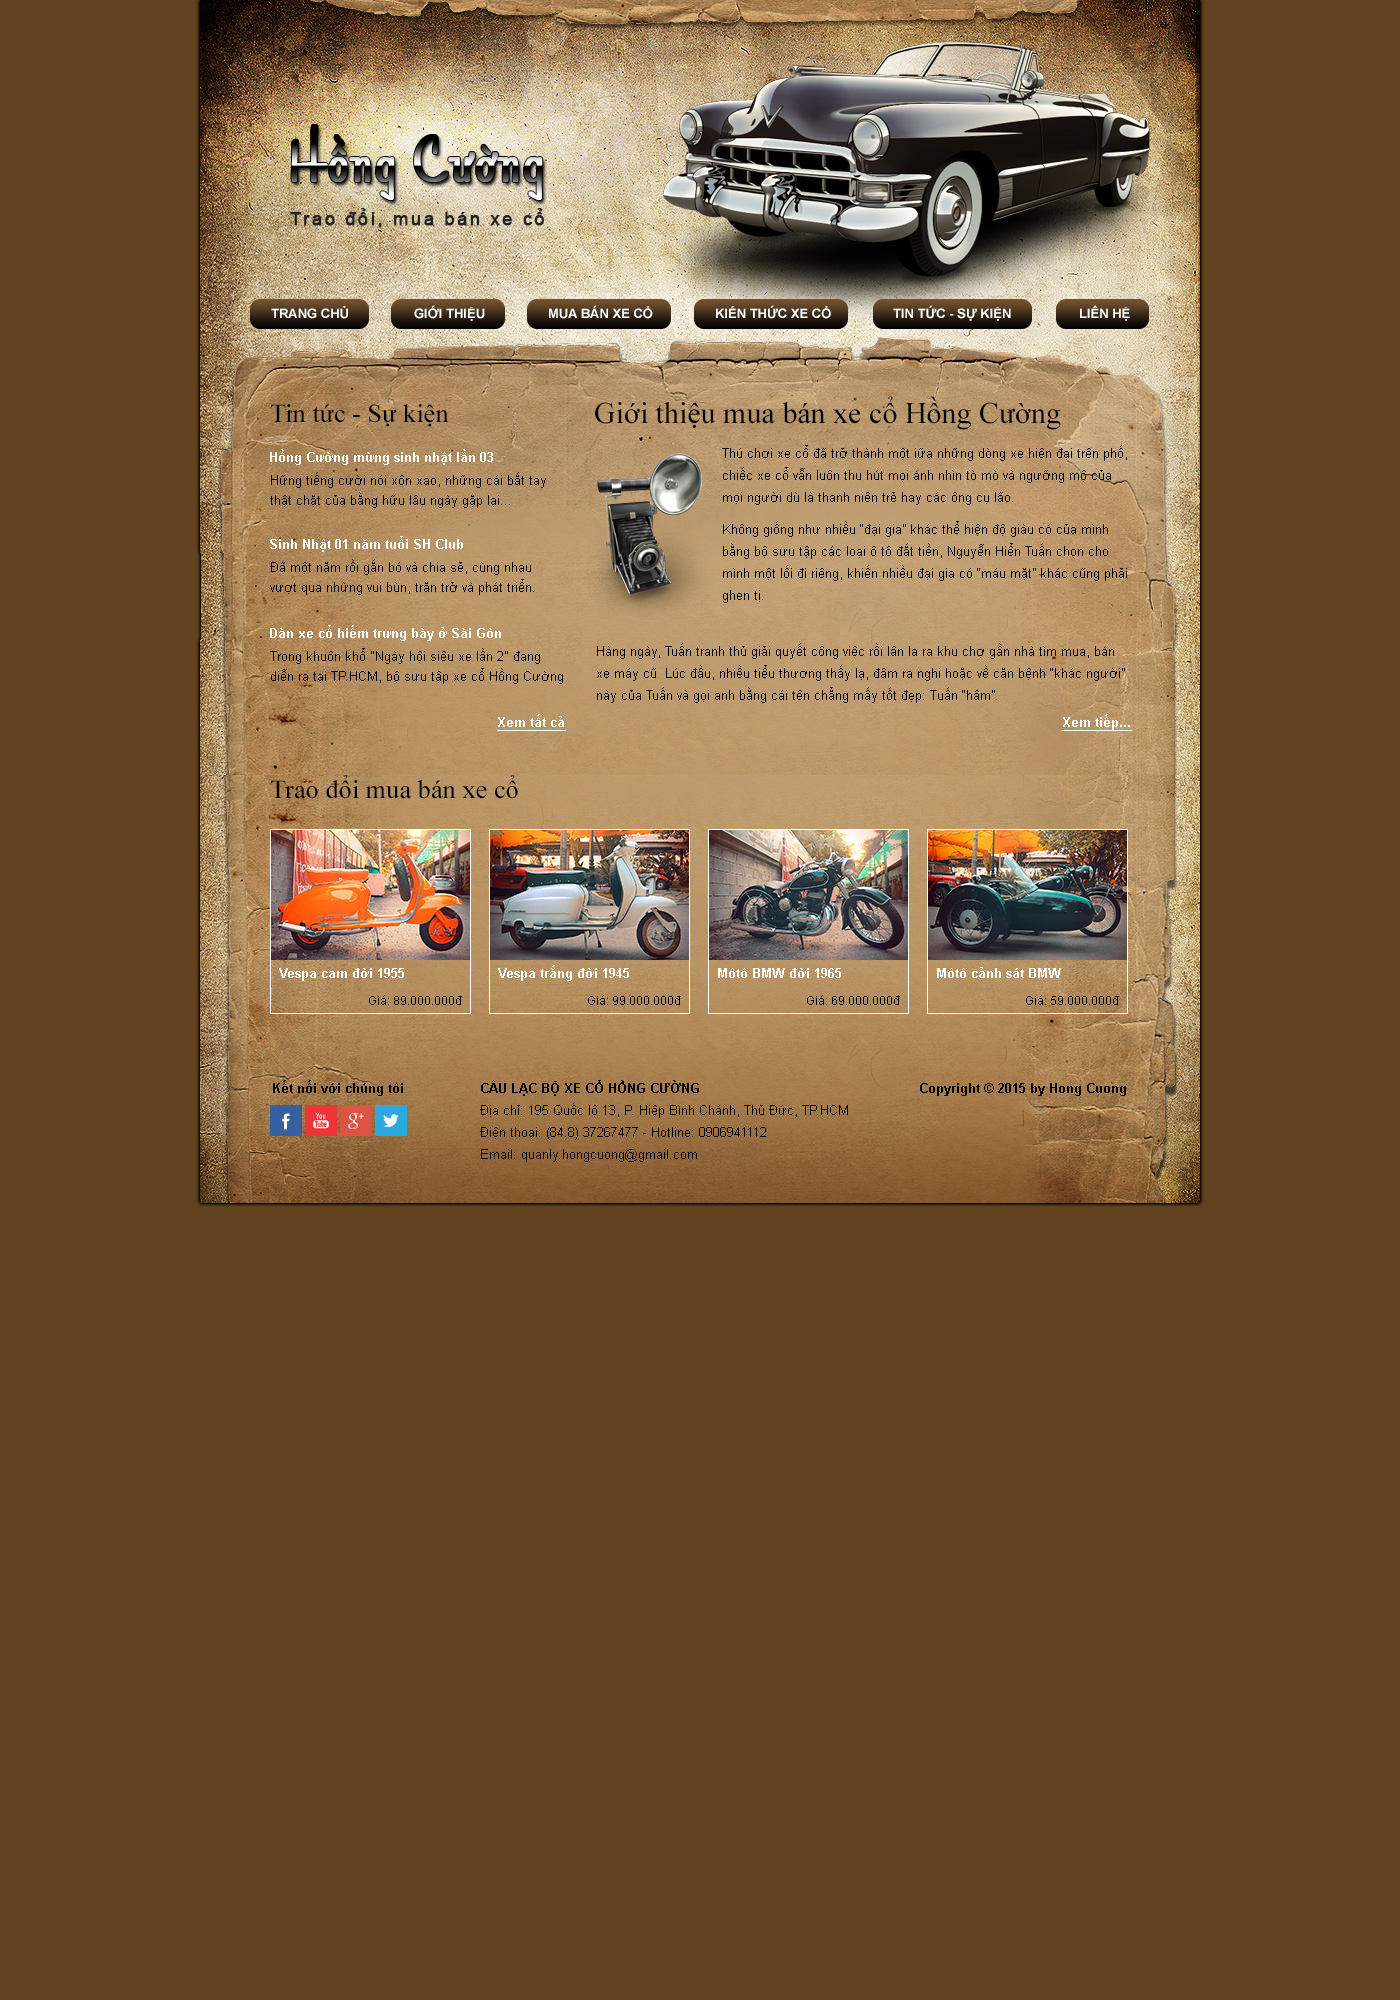 Hồng Cường
Trao đổi, mua bán xe cổ
TRANG CHỦ
GIỚI THIỆU
MUA BÁN XE CỔ
KIẾN THỨC XE CỔ
TIN TỨC - SỰ KIỆN
LIÊN HỆ
Tin tức - Sự kiện
Hồng Cường mừng sinh nhật lần 03
Hững tiếng cười nói xôn xao, những cái bắt tay
thật chặt của bằng hữu lâu ngày gặp lại...
Sinh Nhật 01 năm tuổi SH Club
Đã một năm rồi gắn bó và chia sẻ, cùng nhau
vượt qua những vui bùn, trăn trở và phát triển.
Dàn xe cổ hiếm trưng bày ở Sài Gòn
Trong khuôn khổ "Ngày hội siêu xe lần 2" đang
diễn ra tại TP.HCM, bộ sưu tập xe cổ Hồng Cường
Xem tất cả
Giới thiệu mua bán xe cổ Hồng Cường
Thú chơi xe cổ đã trở thành một iữa những dòng xe hiện đại trên phố,
chiếc xe cổ vẫn luôn thu hút mọi ánh nhìn tò mò và ngưỡng mộ của
mọi người dù là thanh niên trẻ hay các ông cụ lão.
Không giống như nhiều "đại gia" khác thể hiện độ giàu có của mình
bằng bộ sưu tập các loại ô tô đắt tiền, Nguyễn Hiển Tuấn chọn cho
mình một lối đi riêng, khiến nhiều đại gia có "máu mặt" khác cũng phải
ghen tị.
Hàng ngày, Tuấn tranh thủ giải quyết công việc rồi lân la ra khu chợ gần nhà tìm mua, bán
xe máy cũ. Lúc đầu, nhiều tiểu thương thấy lạ, đâm ra nghi hoặc về căn bệnh "khác người"
này của Tuấn và gọi anh bằng cái tên chẳng mấy tốt đẹp: Tuấn "hâm".
Xem tiếp...
Trao đổi mua bán xe cổ
Vespa cam đời 1955
Giá: 89.000.000đ
Vespa trắng đời 1945
Giá: 99.000.000đ
Môtô BMW đời 1965
Giá: 69.000.000đ
Môtô cảnh sát BMW
Giá: 59.000.000đ
Kết nối với chúng tôi
You Tube
CÂU LẠC BỘ XE CỔ HỒNG CƯỜNG
Địa chỉ: 195 Quốc lộ 13, P. Hiệp Bình Chánh, Thủ Đức, TP.HCM
Điện thoại: (84.8) 37267477 - Hotline: 0906941112
Email: quanly.hongcuong@gmail.com
Copyright © 2015 by Hong Cuong